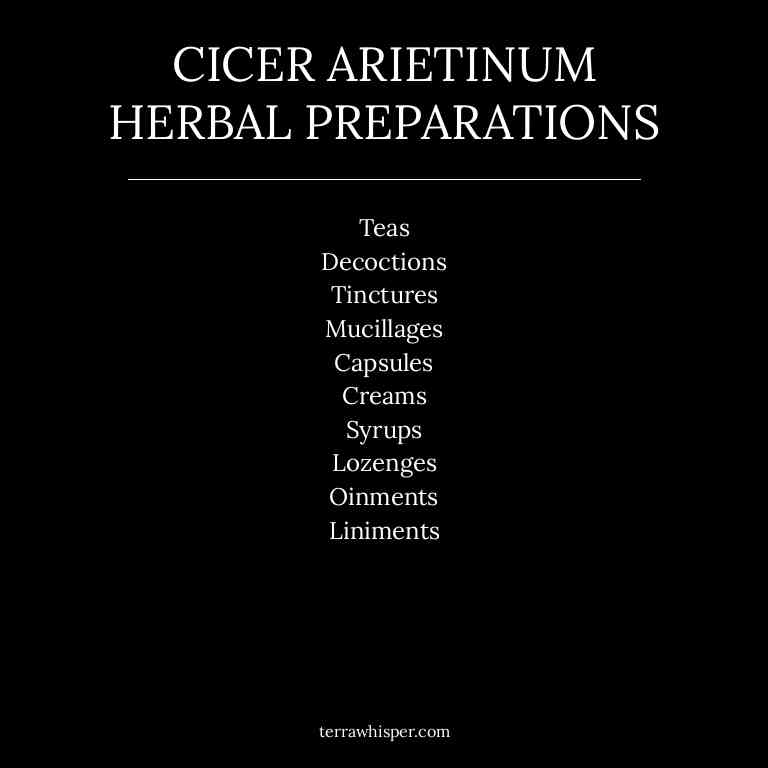 CICER ARIETINUM
HERBAL PREPARATIONS
Teas
Decoctions
Tinctures
Mucillages
Capsules
Creams
Syrups
Lozenges
Oinments
Liniments
terrawhisper.com